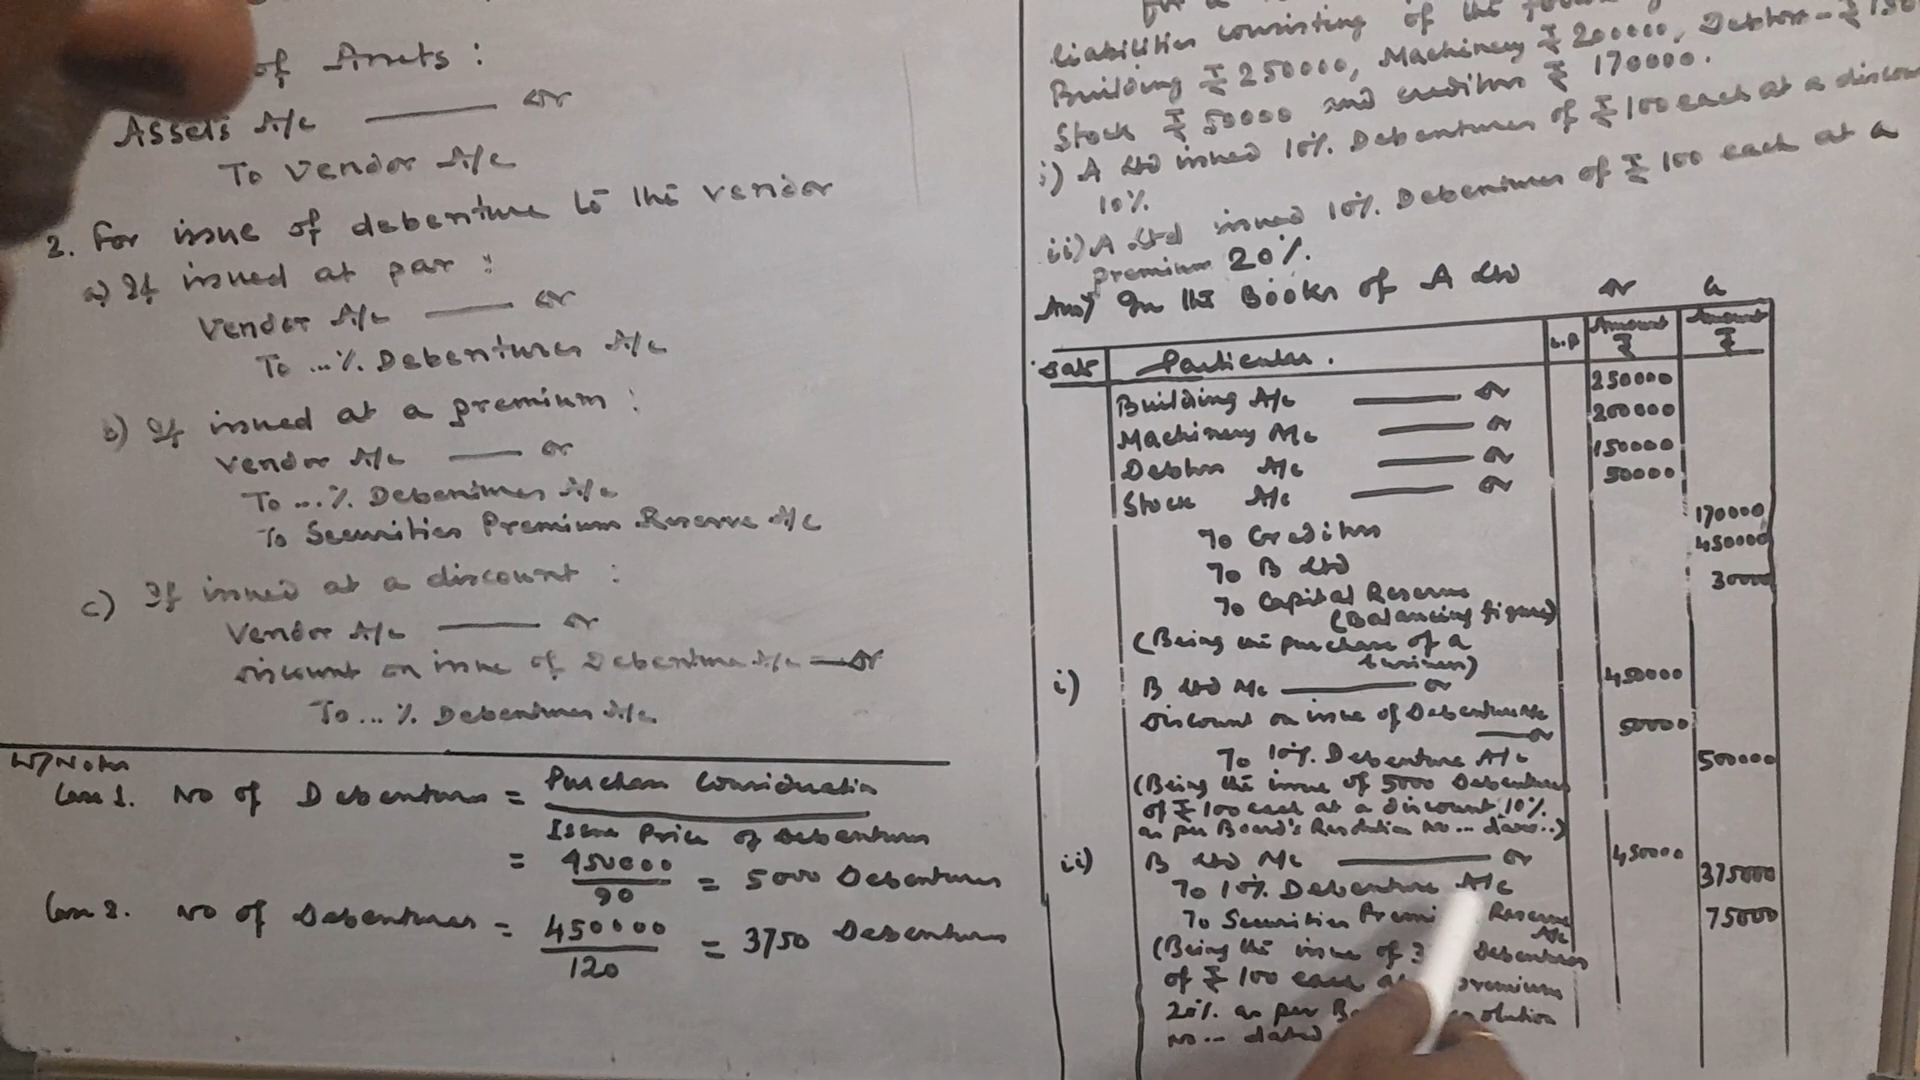 of Assets :
Assets A/c ——— Dr
To Vendor A/c
2. For issue of debenture to the vendor
a) If issued at par :
Vendor A/c ——— Dr
To ...% Debentures A/c
b) If issued at a premium :
Vendor A/c ——— Dr
To ...% Debentures A/c
To Securities Premium Reserve A/c
c) If issued at a discount :
Vendor A/c ——— Dr
Discount on issue of Debenture A/c — Dr
To ...% Debentures A/c
W/Notes
Case 1. No of Debentures = Purchase Consideration
Issue Price of Debentures
= 450000
90
= 5000 Debentures
Case 2. No of Debentures = 450000
120
= 3750 Debentures
liabilities consisting of the
Building ₹ 250000, Machinery ₹ 200000, Debtors - ₹
Stock ₹ 50000 and creditors ₹ 170000.
i) A Ltd issued 10% Debentures of ₹ 100 each at a
10%
ii) A Ltd issued 10% Debentures of ₹ 100 each at a
premium 20%.
Ans) In the Books of A Ltd
Dr
Date Particulars. L.F Amount ₹ Amount ₹
Building A/c ——— Dr 250000
Machinery A/c ——— Dr 200000
Debtors A/c ——— Dr 150000
Stock A/c ——— Dr 50000
To Creditors 170000
To B Ltd 450000
To Capital Reserve 30000
(Balancing figure)
(Being the purchase of a
business)
i) B Ltd A/c ——— Dr 450000
Discount on issue of Debenture A/c
— Dr 50000
To 10% Debenture A/c 500000
(Being the issue of 5000 Debentures
of ₹ 100 each at a discount 10%
as per Board's Resolution No ... date..)
ii) B Ltd A/c ——— Dr 450000
To 10% Debenture A/c 375000
To Securities Reserve 75000
A/c
(Being the issue of Debentures
of ₹ 100 each premium
20% as per
No ... dated